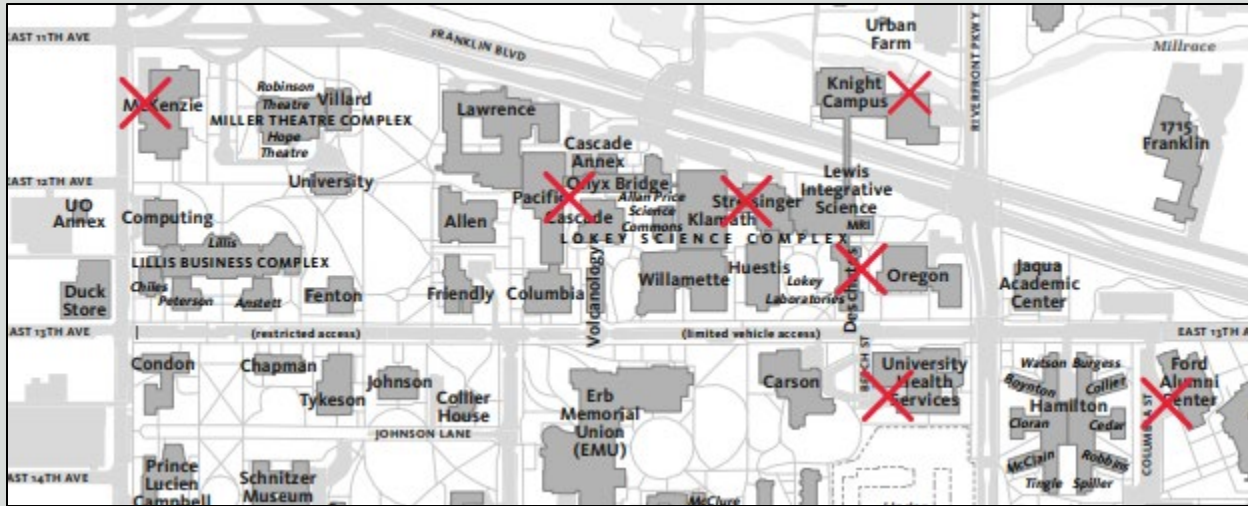 EAST 11TH AVE
FRANKLIN BLVD
Urban
Farm
RIVERFRONT PKWY
Millrace
McKenzie
Robinson
Theatre
Villard
MILLER THEATRE COMPLEX
Hope
Theatre
Lawrence
Knight
Campus
1715
Franklin
Cascade
Annex
EAST 12TH AVE
University
Pacific
Onyx Bridge
Allan Price
Science
Commons
Streisinger
Lewis
Integrative
Science
UO
Annex
Computing
Allen
Cascade
Klamath
MRI
Lillis
LOKEY SCIENCE COMPLEX
LILLIS BUSINESS COMPLEX
Duck
Store
Chiles
Peterson
Anstett
Fenton
Friendly
Columbia
Volcanology
Willamette
Huestis
Lokey
Laboratories
Deschutes
Oregon
Jaqua
Academic
Center
EAST 13TH AVE
(restricted access)
(limited vehicle access)
EAST 13TH AVE
Condon
Chapman
Tykeson
Johnson
Collier
House
Erb
Memorial
Union
(EMU)
Carson
BEECH ST
University
Health
Services
Watson
Burgess
Boynton
Collier
Hamilton
Cloran
Cedar
McClain
Robbins
Tingle
Spiller
COLUMBIA ST
Ford
Alumni
Center
JOHNSON LANE
EAST 14TH AVE
Prince
Lucien
Campbell
Schnitzer
Museum
McClure